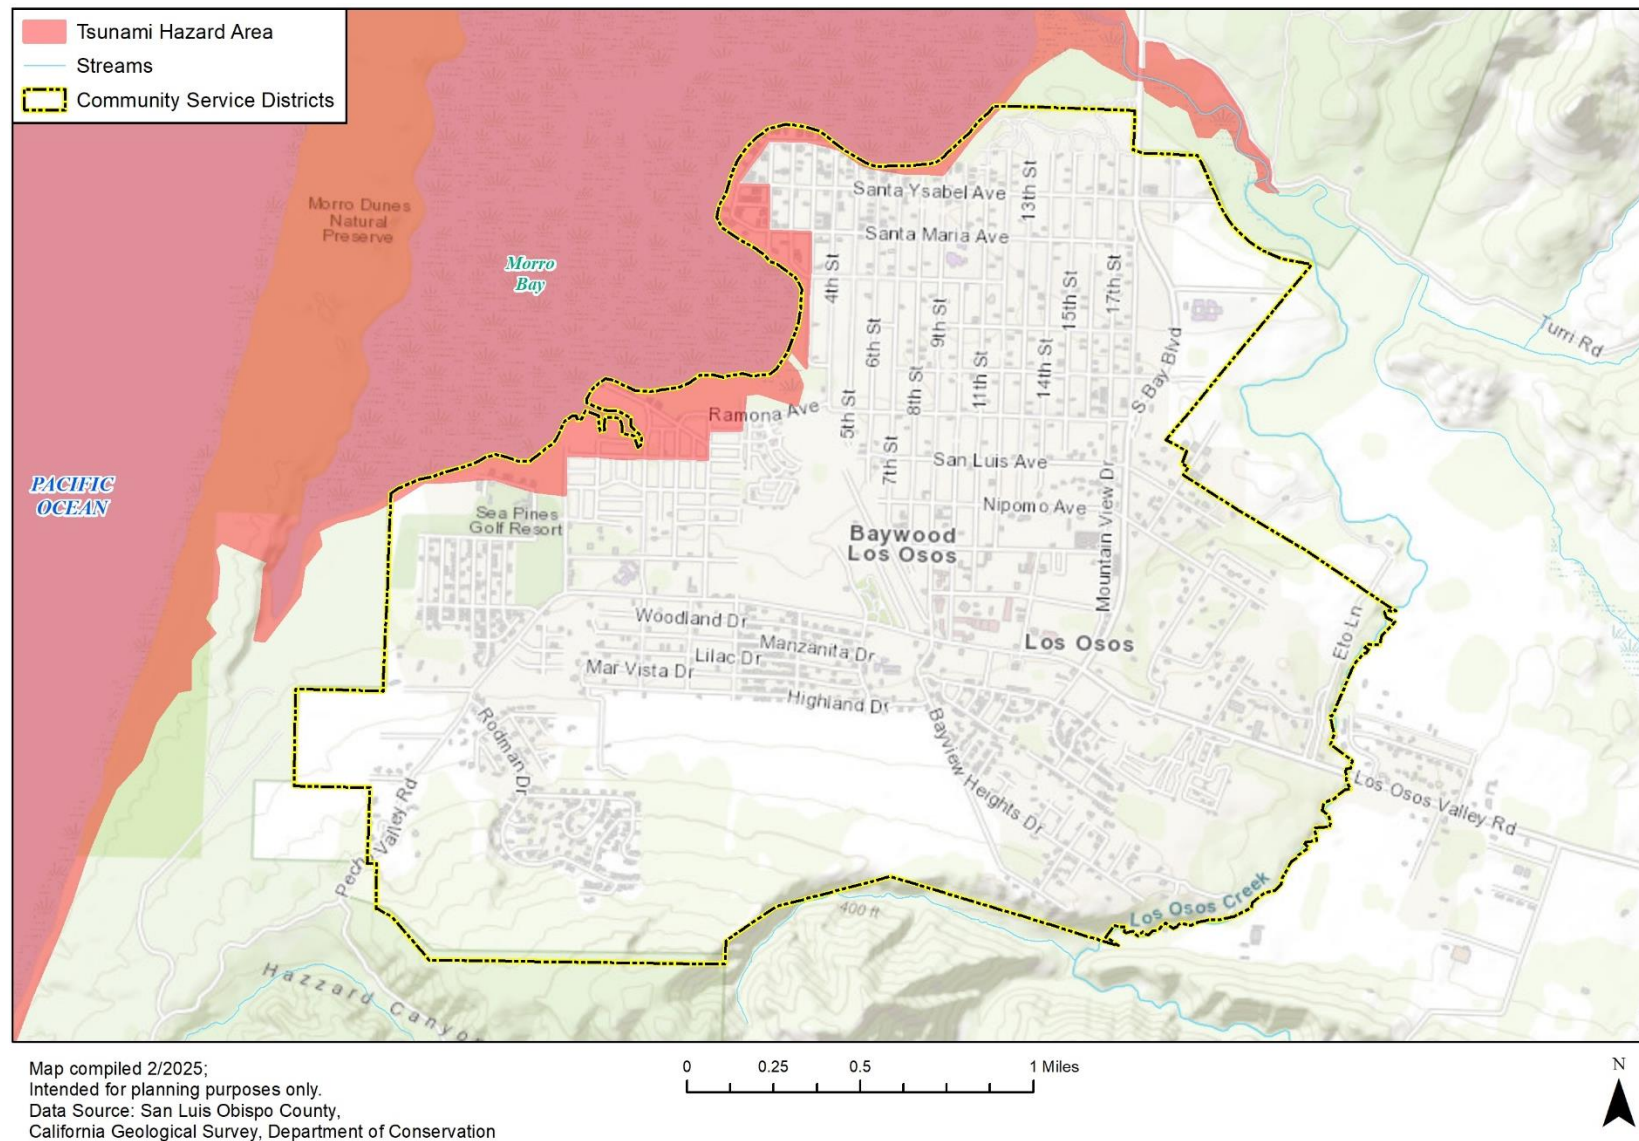 Tsunami Hazard Area
Streams
Community Service Districts
Morro Dunes
Natural
Preserve
Morro
Bay
PACIFIC
OCEAN
Santa Ysabel Ave
13th St
Santa Maria Ave
4th St
15th St
17th St
6th St
9th St
Turri Rd
8th St
11th St
14th St
S Bay Blvd
Ramona Ave
5th St
7th St
San Luis Ave
Sea Pines
Golf Resort
Nipomo Ave
Mountain View Dr
Baywood
Los Osos
Woodland Dr
Manzanita Dr
Los Osos
Eto Ln
Lilac Dr
Mar Vista Dr
Highland Dr
Rodman Dr
Bayview Heights Dr
Los Osos Valley Rd
Pecho Valley Rd
Los Osos Creek
400 ft
Hazzard Canyon
Map compiled 2/2025;
Intended for planning purposes only.
Data Source: San Luis Obispo County,
California Geological Survey, Department of Conservation
0 0.25 0.5 1 Miles
N